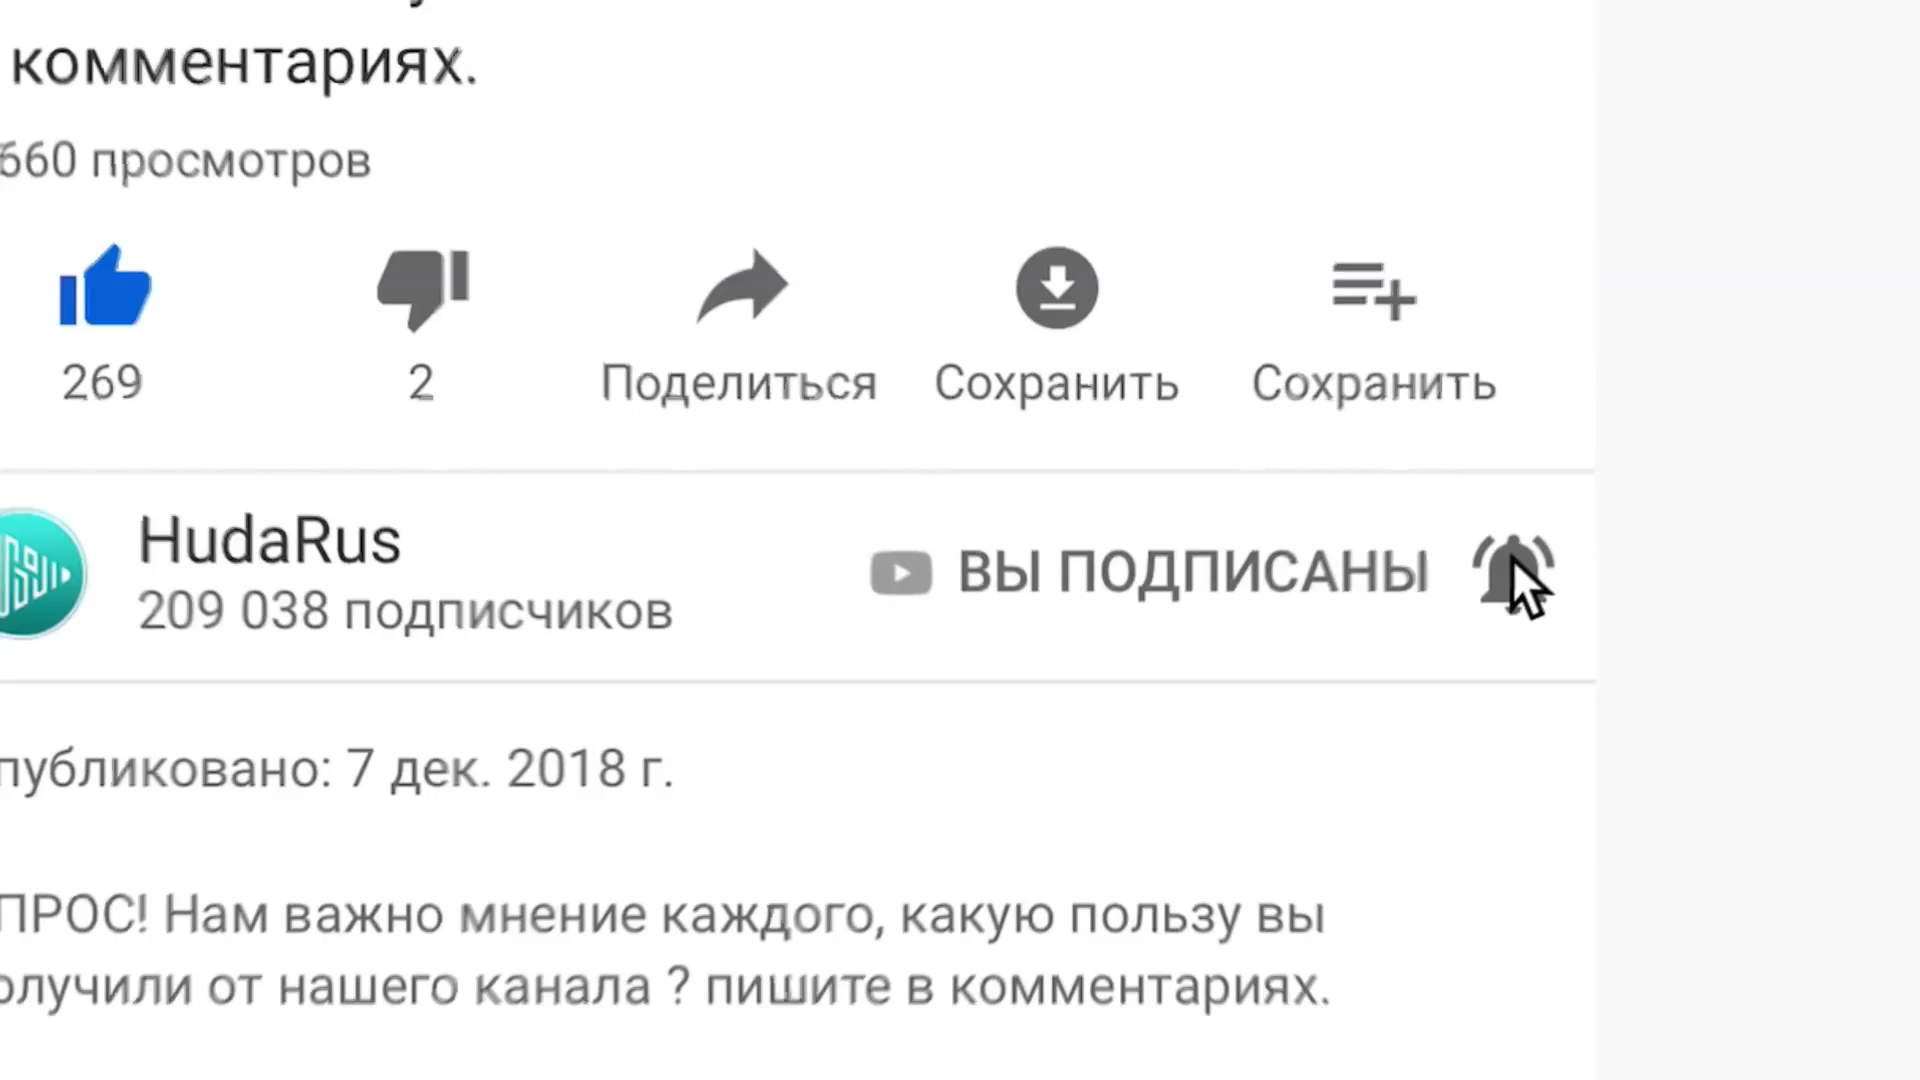 комментариях.
660 просмотров
269
2
Поделиться
Сохранить
Сохранить
HudaRus
209 038 подписчиков
ВЫ ПОДПИСАНЫ
публиковано: 7 дек. 2018 г.
ПРОС! Нам важно мнение каждого, какую пользу вы
олучили от нашего канала ? пишите в комментариях.